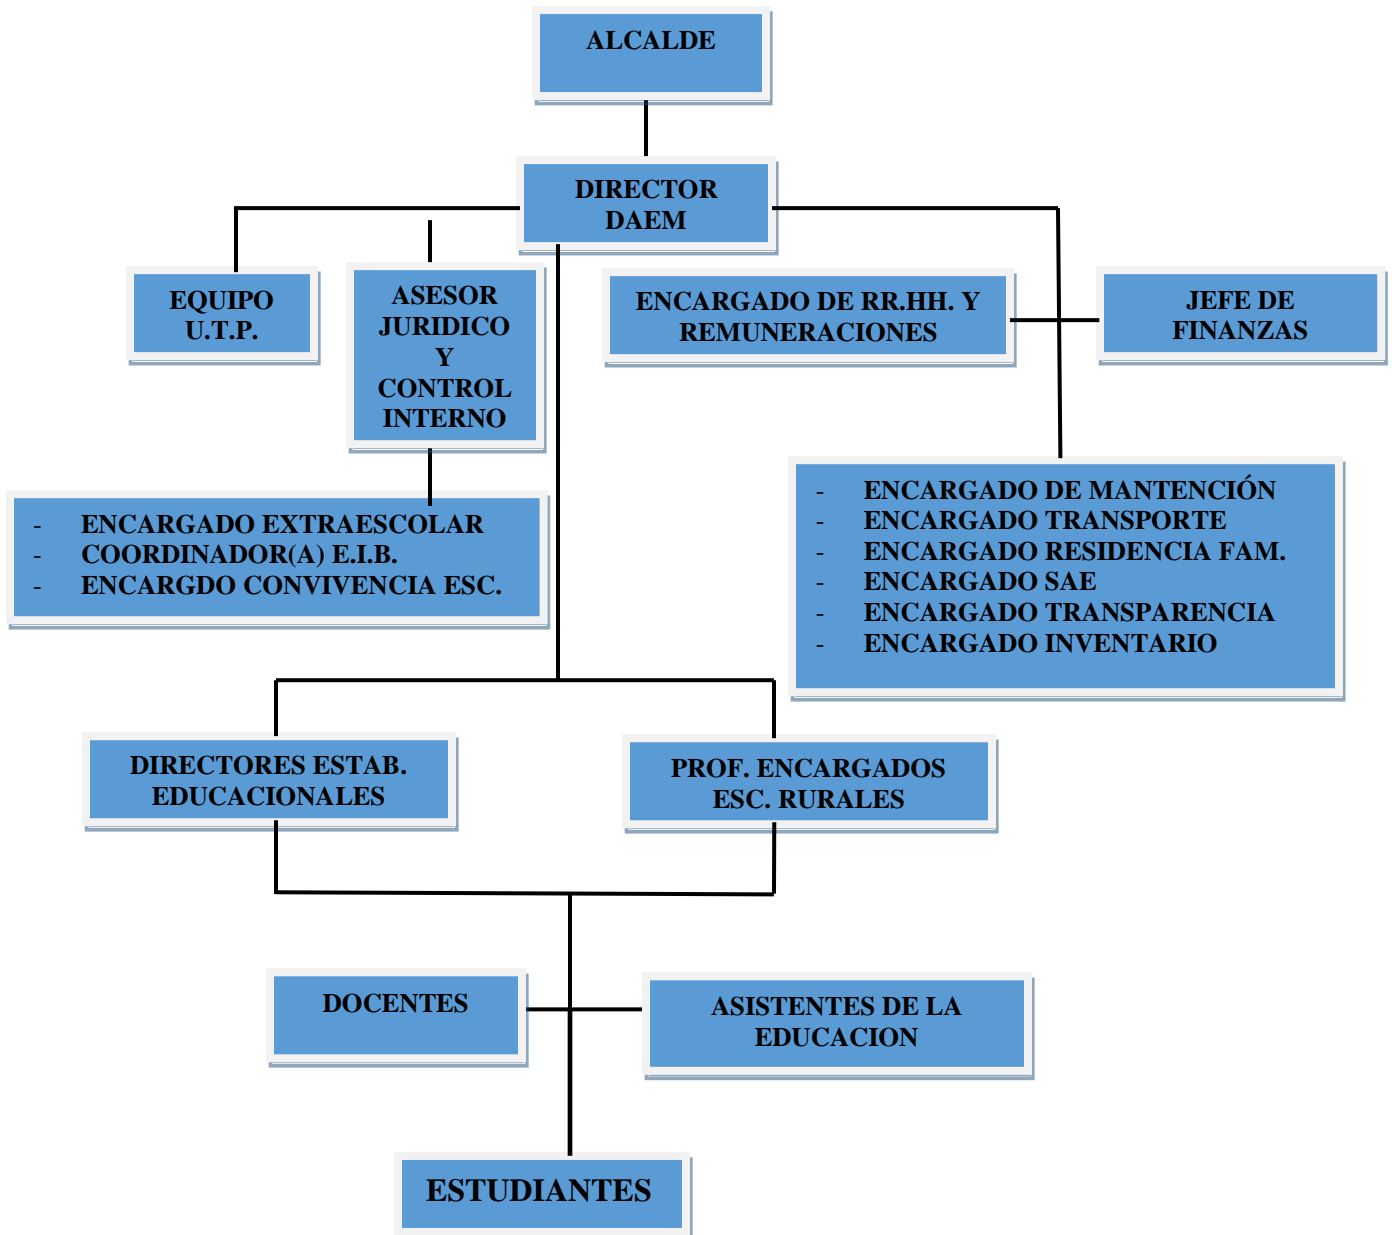 ALCALDE
DIRECTOR
DAEM
EQUIPO
U.T.P.
ASESOR
JURIDICO
Y
CONTROL
INTERNO
ENCARGADO DE RR.HH. Y
REMUNERACIONES
JEFE DE
FINANZAS
- ENCARGADO EXTRAESCOLAR
- COORDINADOR(A) E.I.B.
- ENCARGDO CONVIVENCIA ESC.
- ENCARGADO DE MANTENCIÓN
- ENCARGADO TRANSPORTE
- ENCARGADO RESIDENCIA FAM.
- ENCARGADO SAE
- ENCARGADO TRANSPARENCIA
- ENCARGADO INVENTARIO
DIRECTORES ESTAB.
EDUCACIONALES
PROF. ENCARGADOS
ESC. RURALES
DOCENTES
ASISTENTES DE LA
EDUCACION
ESTUDIANTES